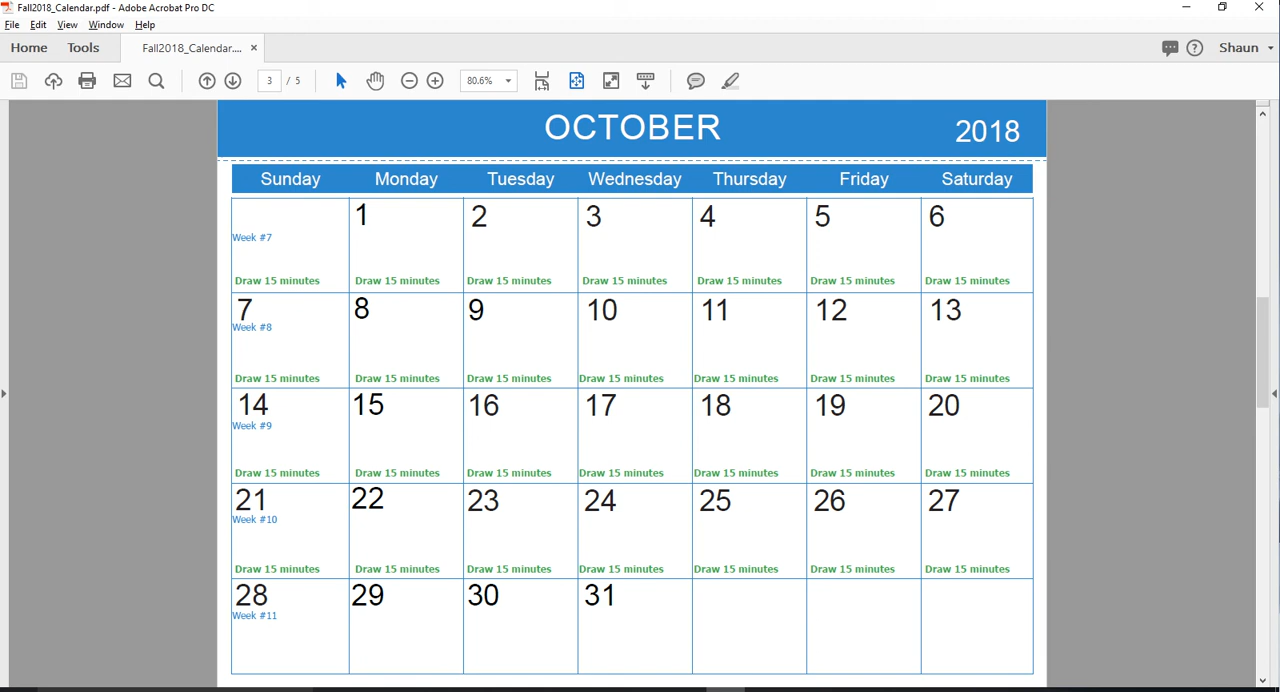 Fall2018_Calendar.pdf - Adobe Acrobat Pro DC
File Edit View Window Help
Home Tools Fall2018_Calendar.... × Shaun
3 / 5 80.6%
OCTOBER 2018
Sunday Monday Tuesday Wednesday Thursday Friday Saturday
1 2 3 4 5 6
Week #7
Draw 15 minutes Draw 15 minutes Draw 15 minutes Draw 15 minutes Draw 15 minutes Draw 15 minutes Draw 15 minutes
7 8 9 10 11 12 13
Week #8
Draw 15 minutes Draw 15 minutes Draw 15 minutes Draw 15 minutes Draw 15 minutes Draw 15 minutes Draw 15 minutes
14 15 16 17 18 19 20
Week #9
Draw 15 minutes Draw 15 minutes Draw 15 minutes Draw 15 minutes Draw 15 minutes Draw 15 minutes Draw 15 minutes
21 22 23 24 25 26 27
Week #10
Draw 15 minutes Draw 15 minutes Draw 15 minutes Draw 15 minutes Draw 15 minutes Draw 15 minutes Draw 15 minutes
28 29 30 31
Week #11